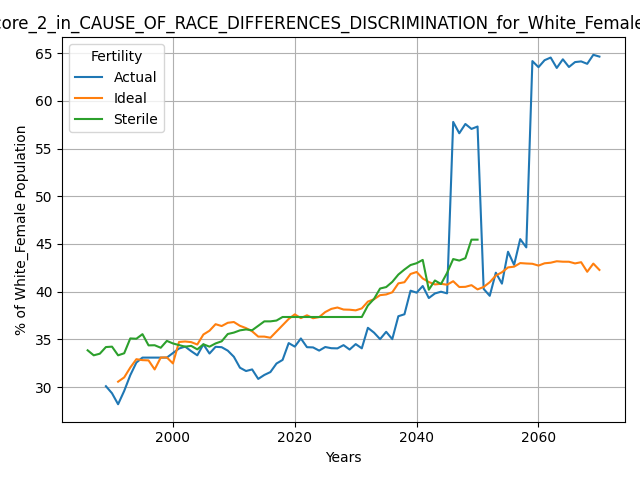 core_2_in_CAUSE_OF_RACE_DIFFERENCES_DISCRIMINATION_for_White_Female
Fertility
Actual
Ideal
Sterile
% of White_Female Population
65
60
55
50
45
40
35
30
2000
2020
2040
2060
Years